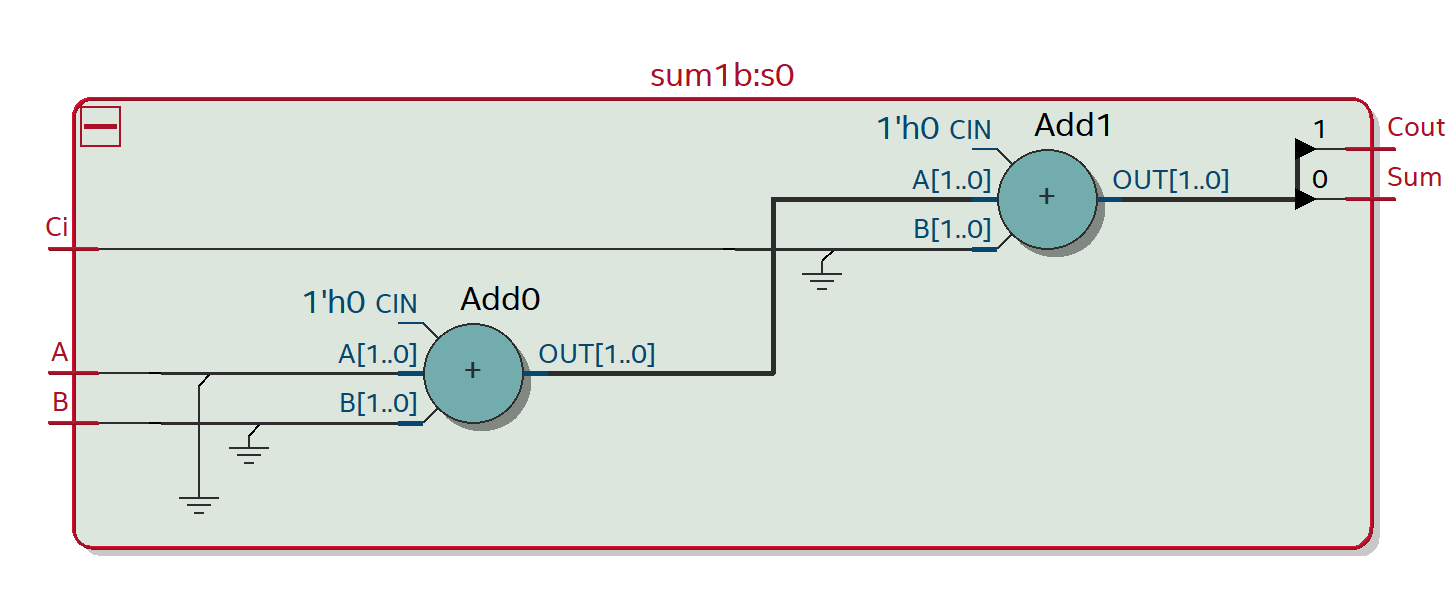 sum1b:s0
1'h0 CIN
Add1
1
Cout
A[1..0]
OUT[1..0]
0
Sum
Ci
B[1..0]
+
1'h0 CIN
Add0
A
A[1..0]
OUT[1..0]
B
B[1..0]
+